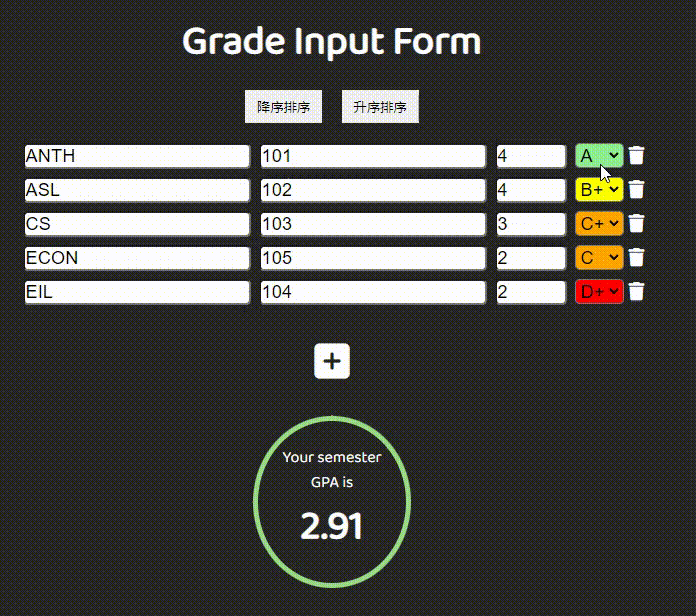 Grade Input Form
降序排序 升序排序
ANTH 101 4 A
ASL 102 4 B+
CS 103 3 C+
ECON 105 2 C
EIL 104 2 D+
Your semester
GPA is
2.91